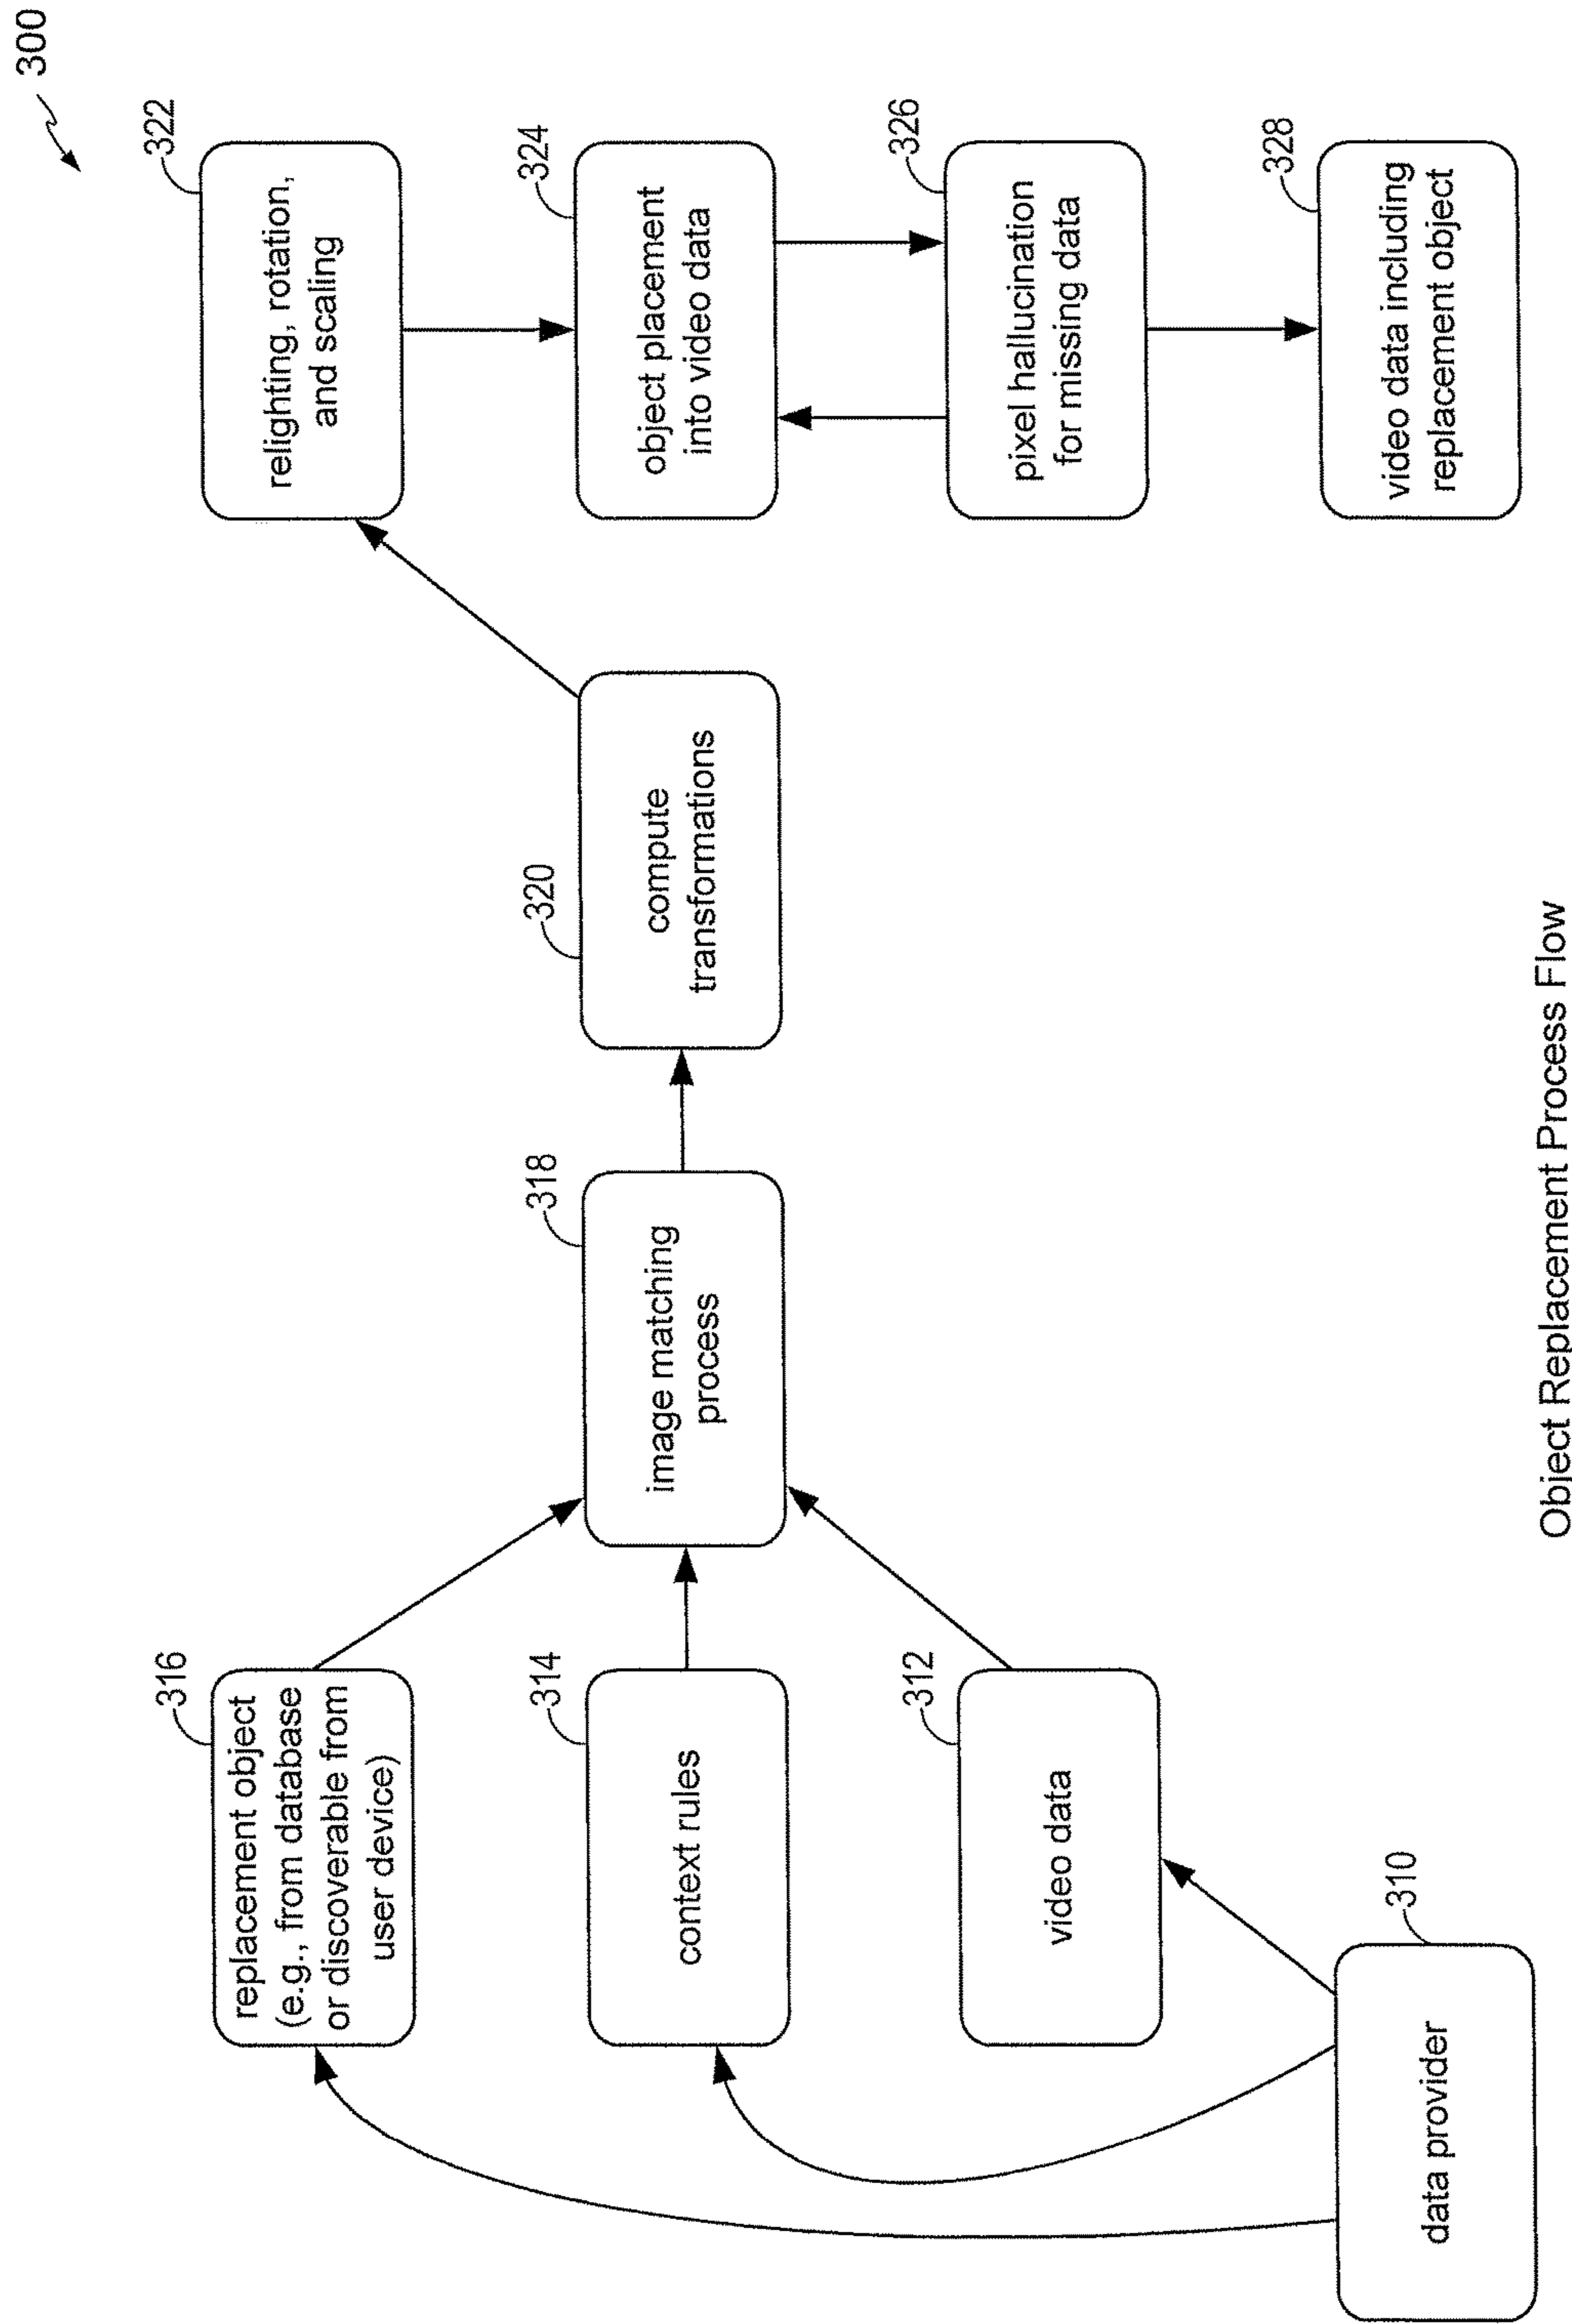 300
316
replacement object
(e.g., from database
or discoverable from
user device)
314
context rules
312
video data
310
data provider
318
image matching
process
320
compute
transformations
322
relighting, rotation,
and scaling
324
object placement
into video data
326
pixel hallucination
for missing data
328
video data including
replacement object
Object Replacement Process Flow